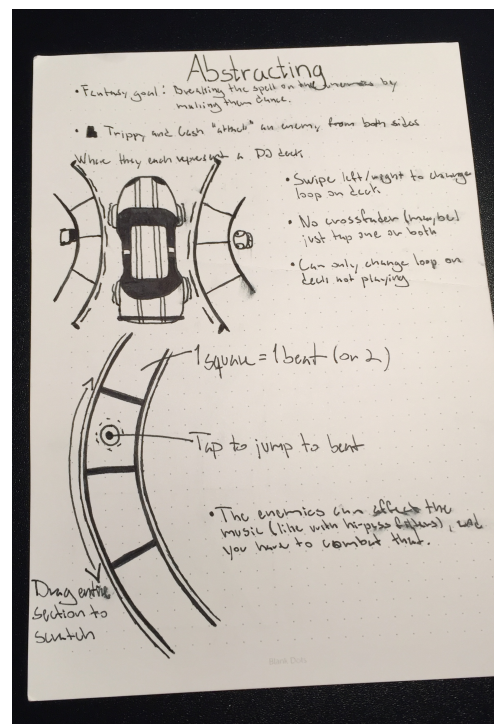 Abstracting
• Fantasy goal: Breaking the spell on the enemies by
making them dance.
• Trippy and Cash "attack" an enemy from both sides
Where they each represent a DJ deck
• Swipe left/right to change
loop on deck
• No crossfader (maybe)
just tap one or both
• Can only change loop on
deck not playing
1 square = 1 beat (or 2)
Tap to jump to beat
• The enemies can affect the
music (like with hi-pass filters), and
you have to combat that.
Drag entire
section to
scratch